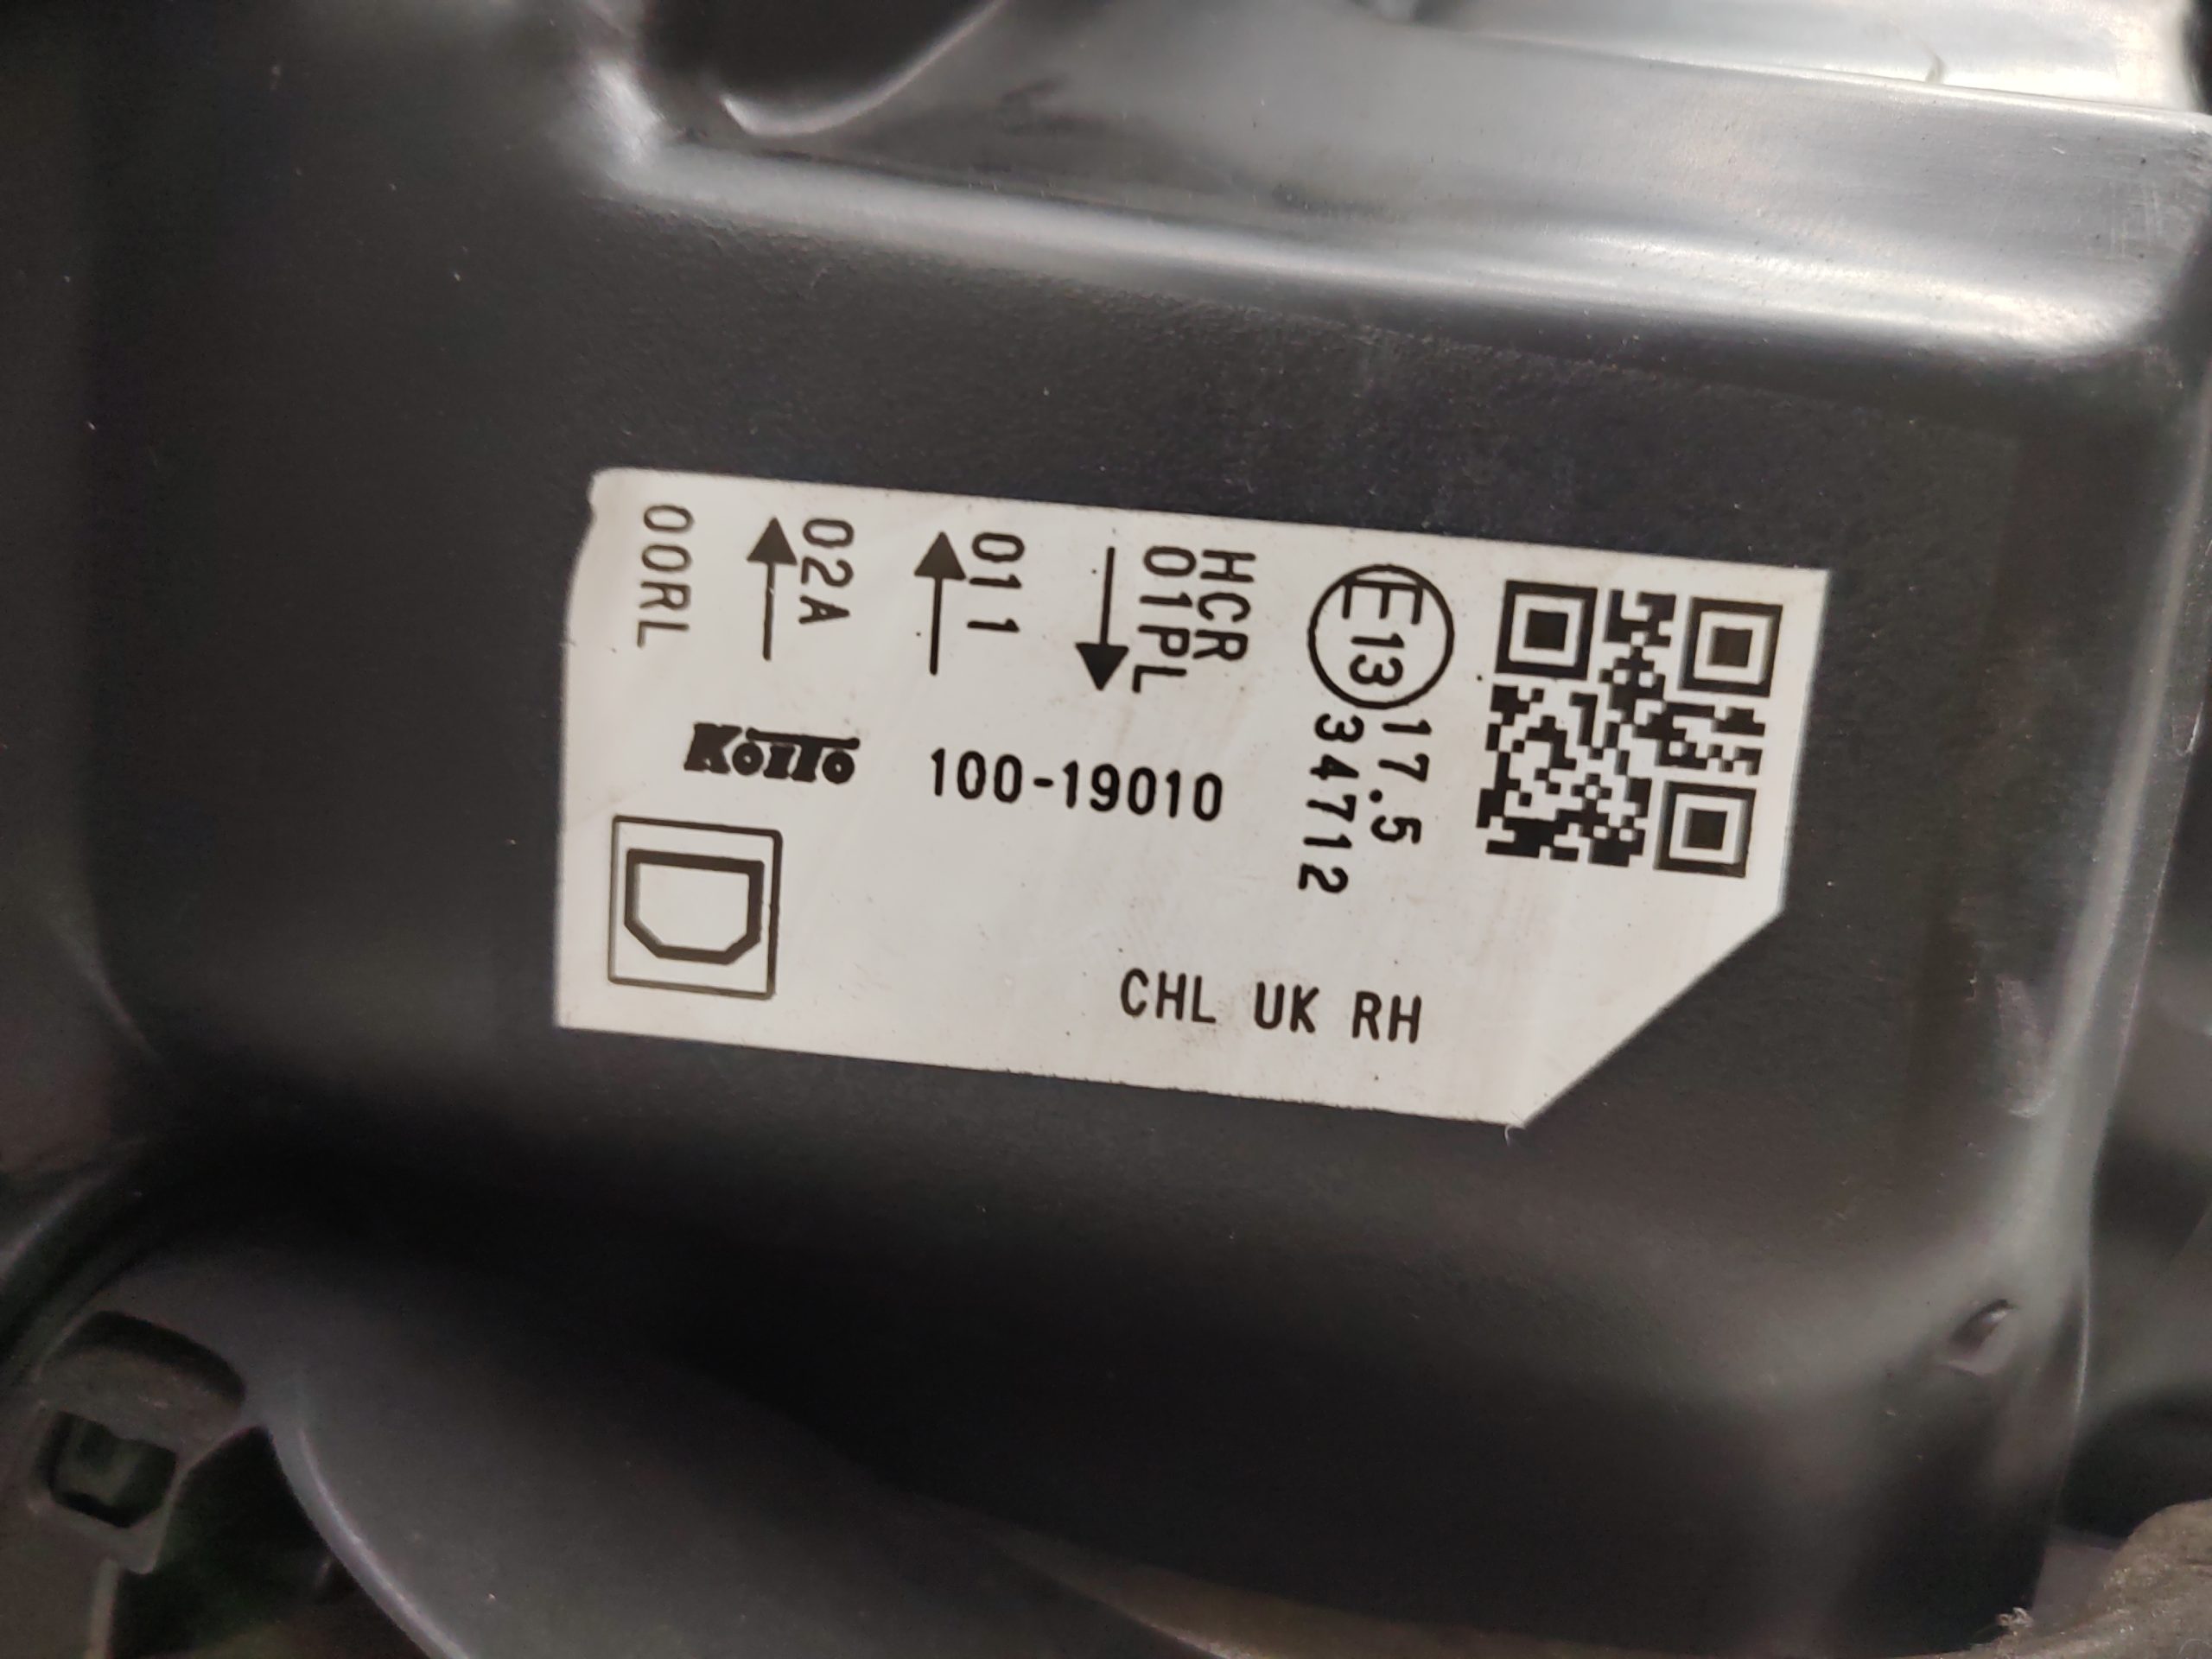 E13 17.5
34712
HCR
01PL
→
011
←
02A
←
00RL
KOITO 100-19010
CHL UK RH